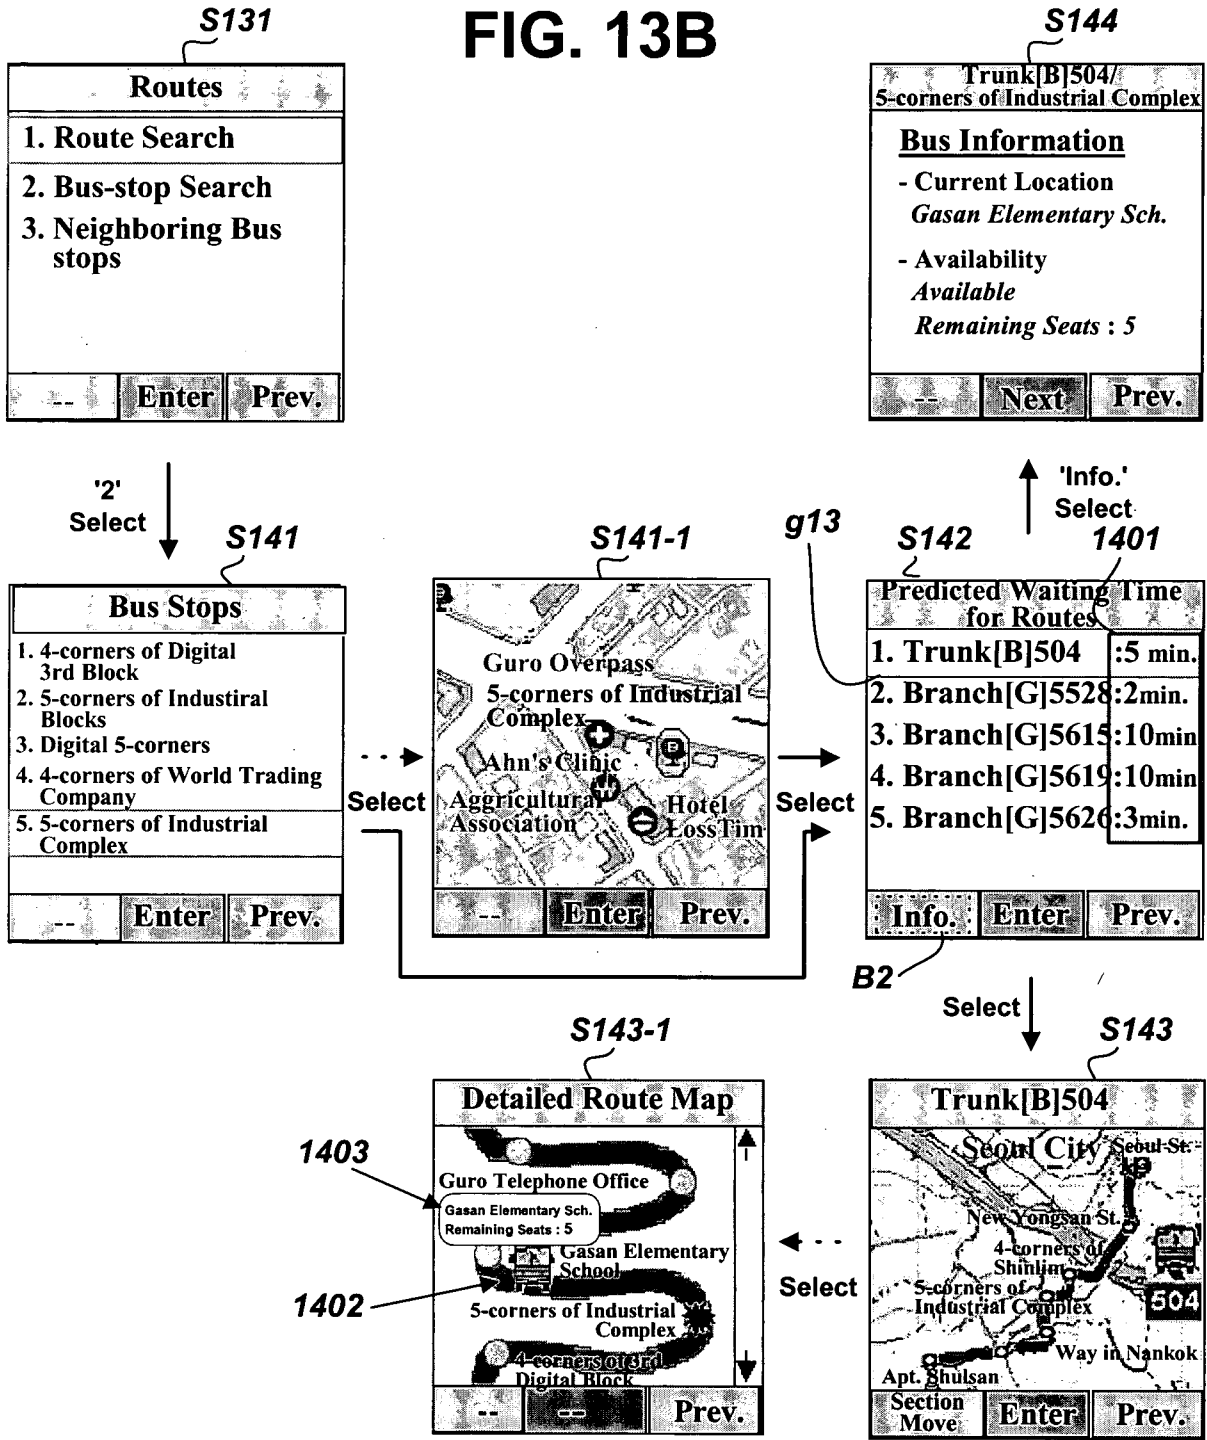 FIG. 13B
S131
Routes
1. Route Search
2. Bus-stop Search
3. Neighboring Bus
stops
--
Enter
Prev.
S144
Trunk[B]504/
5-corners of Industrial Complex
Bus Information
- Current Location
Gasan Elementary Sch.
- Availability
Available
Remaining Seats : 5
--
Next
Prev.
'2'
Select
'Info.'
Select
S141
Bus Stops
1. 4-corners of Digital
3rd Block
2. 5-corners of Industiral
Blocks
3. Digital 5-corners
4. 4-corners of World Trading
Company
5. 5-corners of Industrial
Complex
--
Enter
Prev.
Select
S141-1
Guro Overpass
5-corners of Industrial
Complex
Ahn's Clinic
Aggricultural
Association
Hotel
LossTim
--
Enter
Prev.
Select
g13
S142
1401
Predicted Waiting Time
for Routes
1. Trunk[B]504 :5 min.
2. Branch[G]5528:2min.
3. Branch[G]5615:10min
4. Branch[G]5619:10min
5. Branch[G]5626:3min.
Info.
Enter
Prev.
B2
Select
S143-1
Detailed Route Map
1403
Guro Telephone Office
Gasan Elementary Sch.
Remaining Seats : 5
Gasan Elementary
School
1402
5-corners of Industrial
Complex
4-corners of 3rd
Digital Block
--
--
Prev.
Select
S143
Trunk[B]504
Seoul City
Seoul St.
New Yongsan St.
4-corners of
Shinlim
5-corners of
Industrial Complex
504
Way in Nankok
Apt. Shulsan
Section
Move
Enter
Prev.